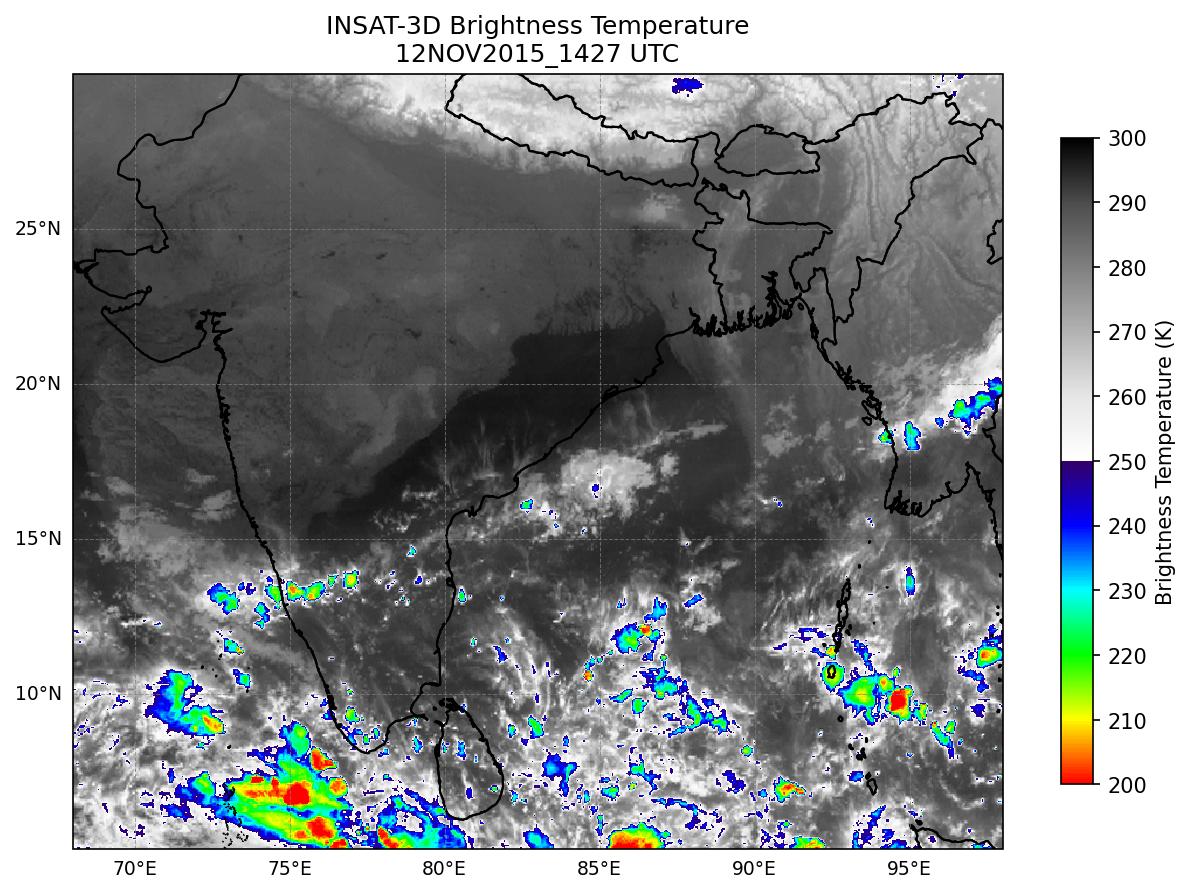 INSAT-3D Brightness Temperature
12NOV2015_1427 UTC
25°N
20°N
15°N
10°N
70°E
75°E
80°E
85°E
90°E
95°E
300
290
280
270
260
250
240
230
220
210
200
Brightness Temperature (K)